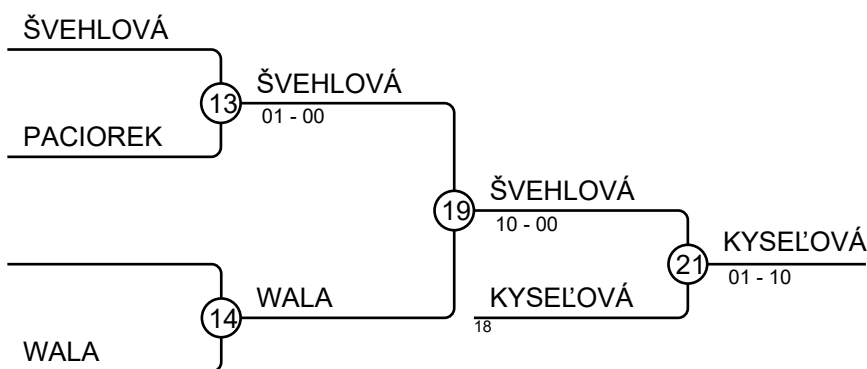 ŠVEHLOVÁ
13
ŠVEHLOVÁ
01 - 00
PACIOREK
19
ŠVEHLOVÁ
10 - 00
21
KYSEĽOVÁ
01 - 10
14
WALA
KYSEĽOVÁ
18
WALA